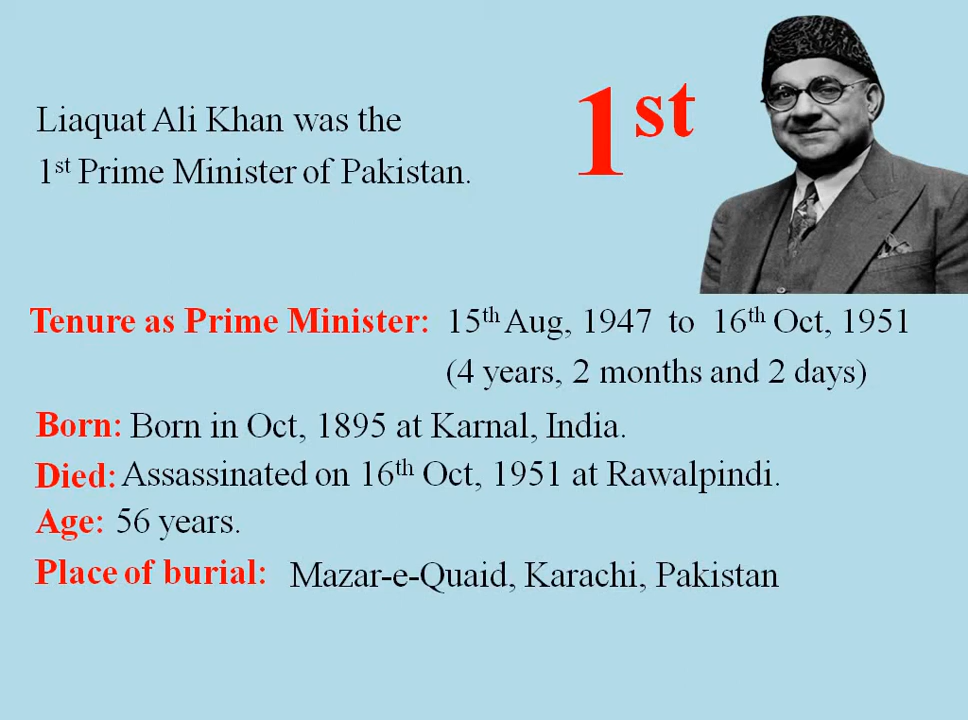 Liaquat Ali Khan was the
1st
1st Prime Minister of Pakistan.
Tenure as Prime Minister: 15th Aug, 1947 to 16th Oct, 1951
(4 years, 2 months and 2 days)
Born: Born in Oct, 1895 at Karnal, India.
Died: Assassinated on 16th Oct, 1951 at Rawalpindi.
Age: 56 years.
Place of burial: Mazar-e-Quaid, Karachi, Pakistan